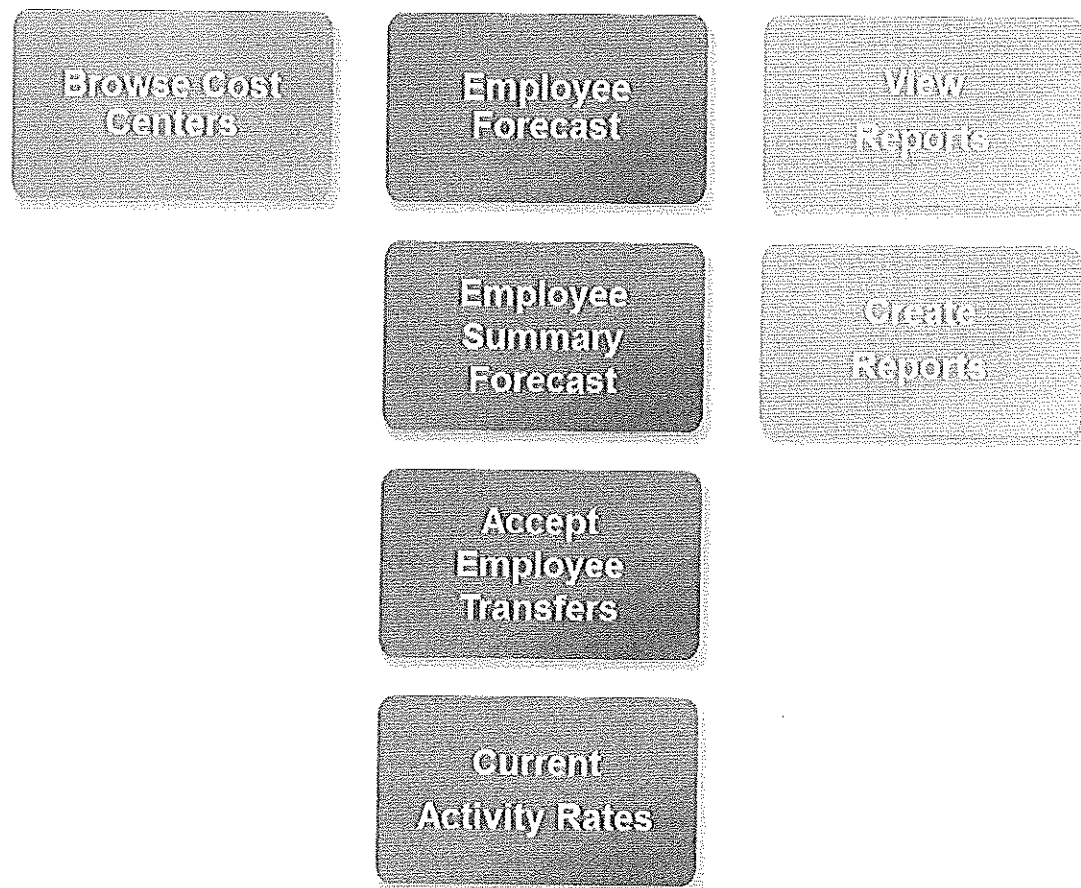 Browse Cost
Centers
Employee
Forecast
View
Reports
Employee
Summary
Forecast
Create
Reports
Accept
Employee
Transfers
Current
Activity Rates